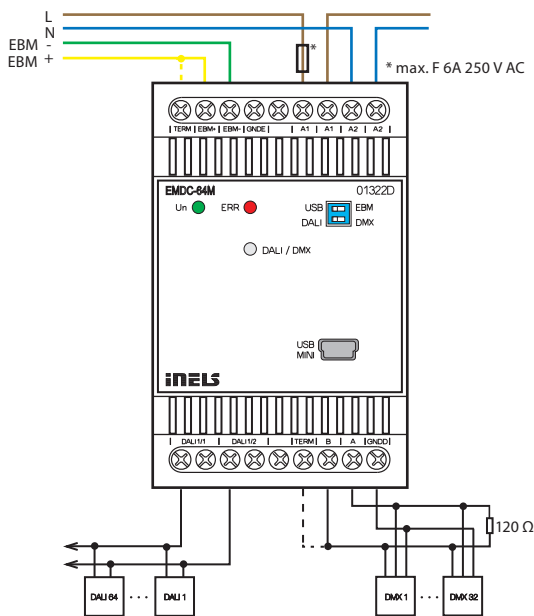 L
N
EBM -
EBM +
*
* max. F 6A 250 V AC
TERM EBM+ EBM- GNDE A1 A1 A2 A2
EMDC-64M 01322D
Un ERR USB EBM
DALI DMX
DALI / DMX
USB
MINI
iNELS
DALI1/1 DALI1/2 TERM B A GNDD
120 Ω
DALI 64 ··· DALI 1 DMX 1 ··· DMX 32